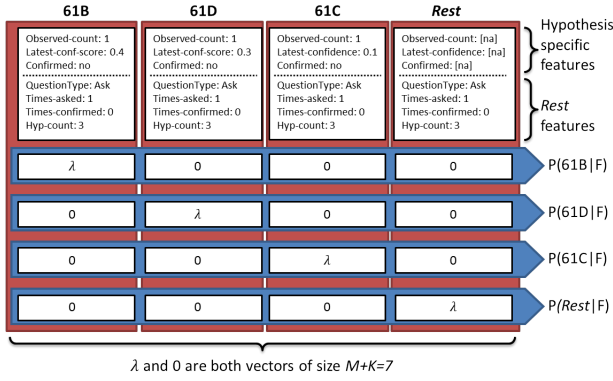 61B 61D 61C Rest
Observed-count: 1
Latest-conf-score: 0.4
Confirmed: no
QuestionType: Ask
Times-asked: 1
Times-confirmed: 0
Hyp-count: 3
Observed-count: 1
Latest-conf-score: 0.3
Confirmed: no
QuestionType: Ask
Times-asked: 1
Times-confirmed: 0
Hyp-count: 3
Observed-count: 1
Latest-confidence: 0.1
Confirmed: no
QuestionType: Ask
Times-asked: 1
Times-confirmed: 0
Hyp-count: 3
Observed-count: [na]
Latest-confidence: [na]
Confirmed: [na]
QuestionType: Ask
Times-asked: 1
Times-confirmed: 0
Hyp-count: 3
Hypothesis
specific
features
Rest
features
λ 0 0 0 P(61B|F)
0 λ 0 0 P(61D|F)
0 0 λ 0 P(61C|F)
0 0 0 λ P(Rest|F)
λ and 0 are both vectors of size M+K=7